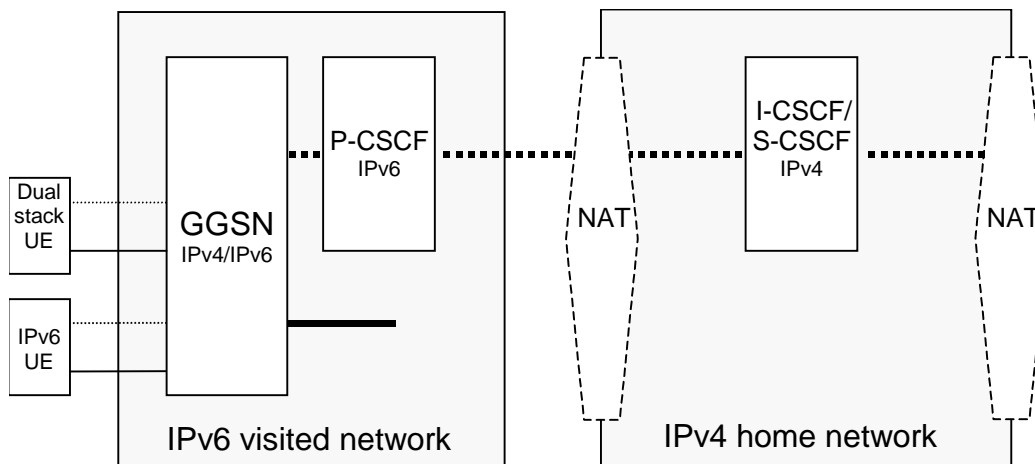 Dual
stack
UE
IPv6
UE
GGSN
IPv4/IPv6
P-CSCF
IPv6
IPv6 visited network
NAT
I-CSCF/
S-CSCF
IPv4
NAT
IPv4 home network